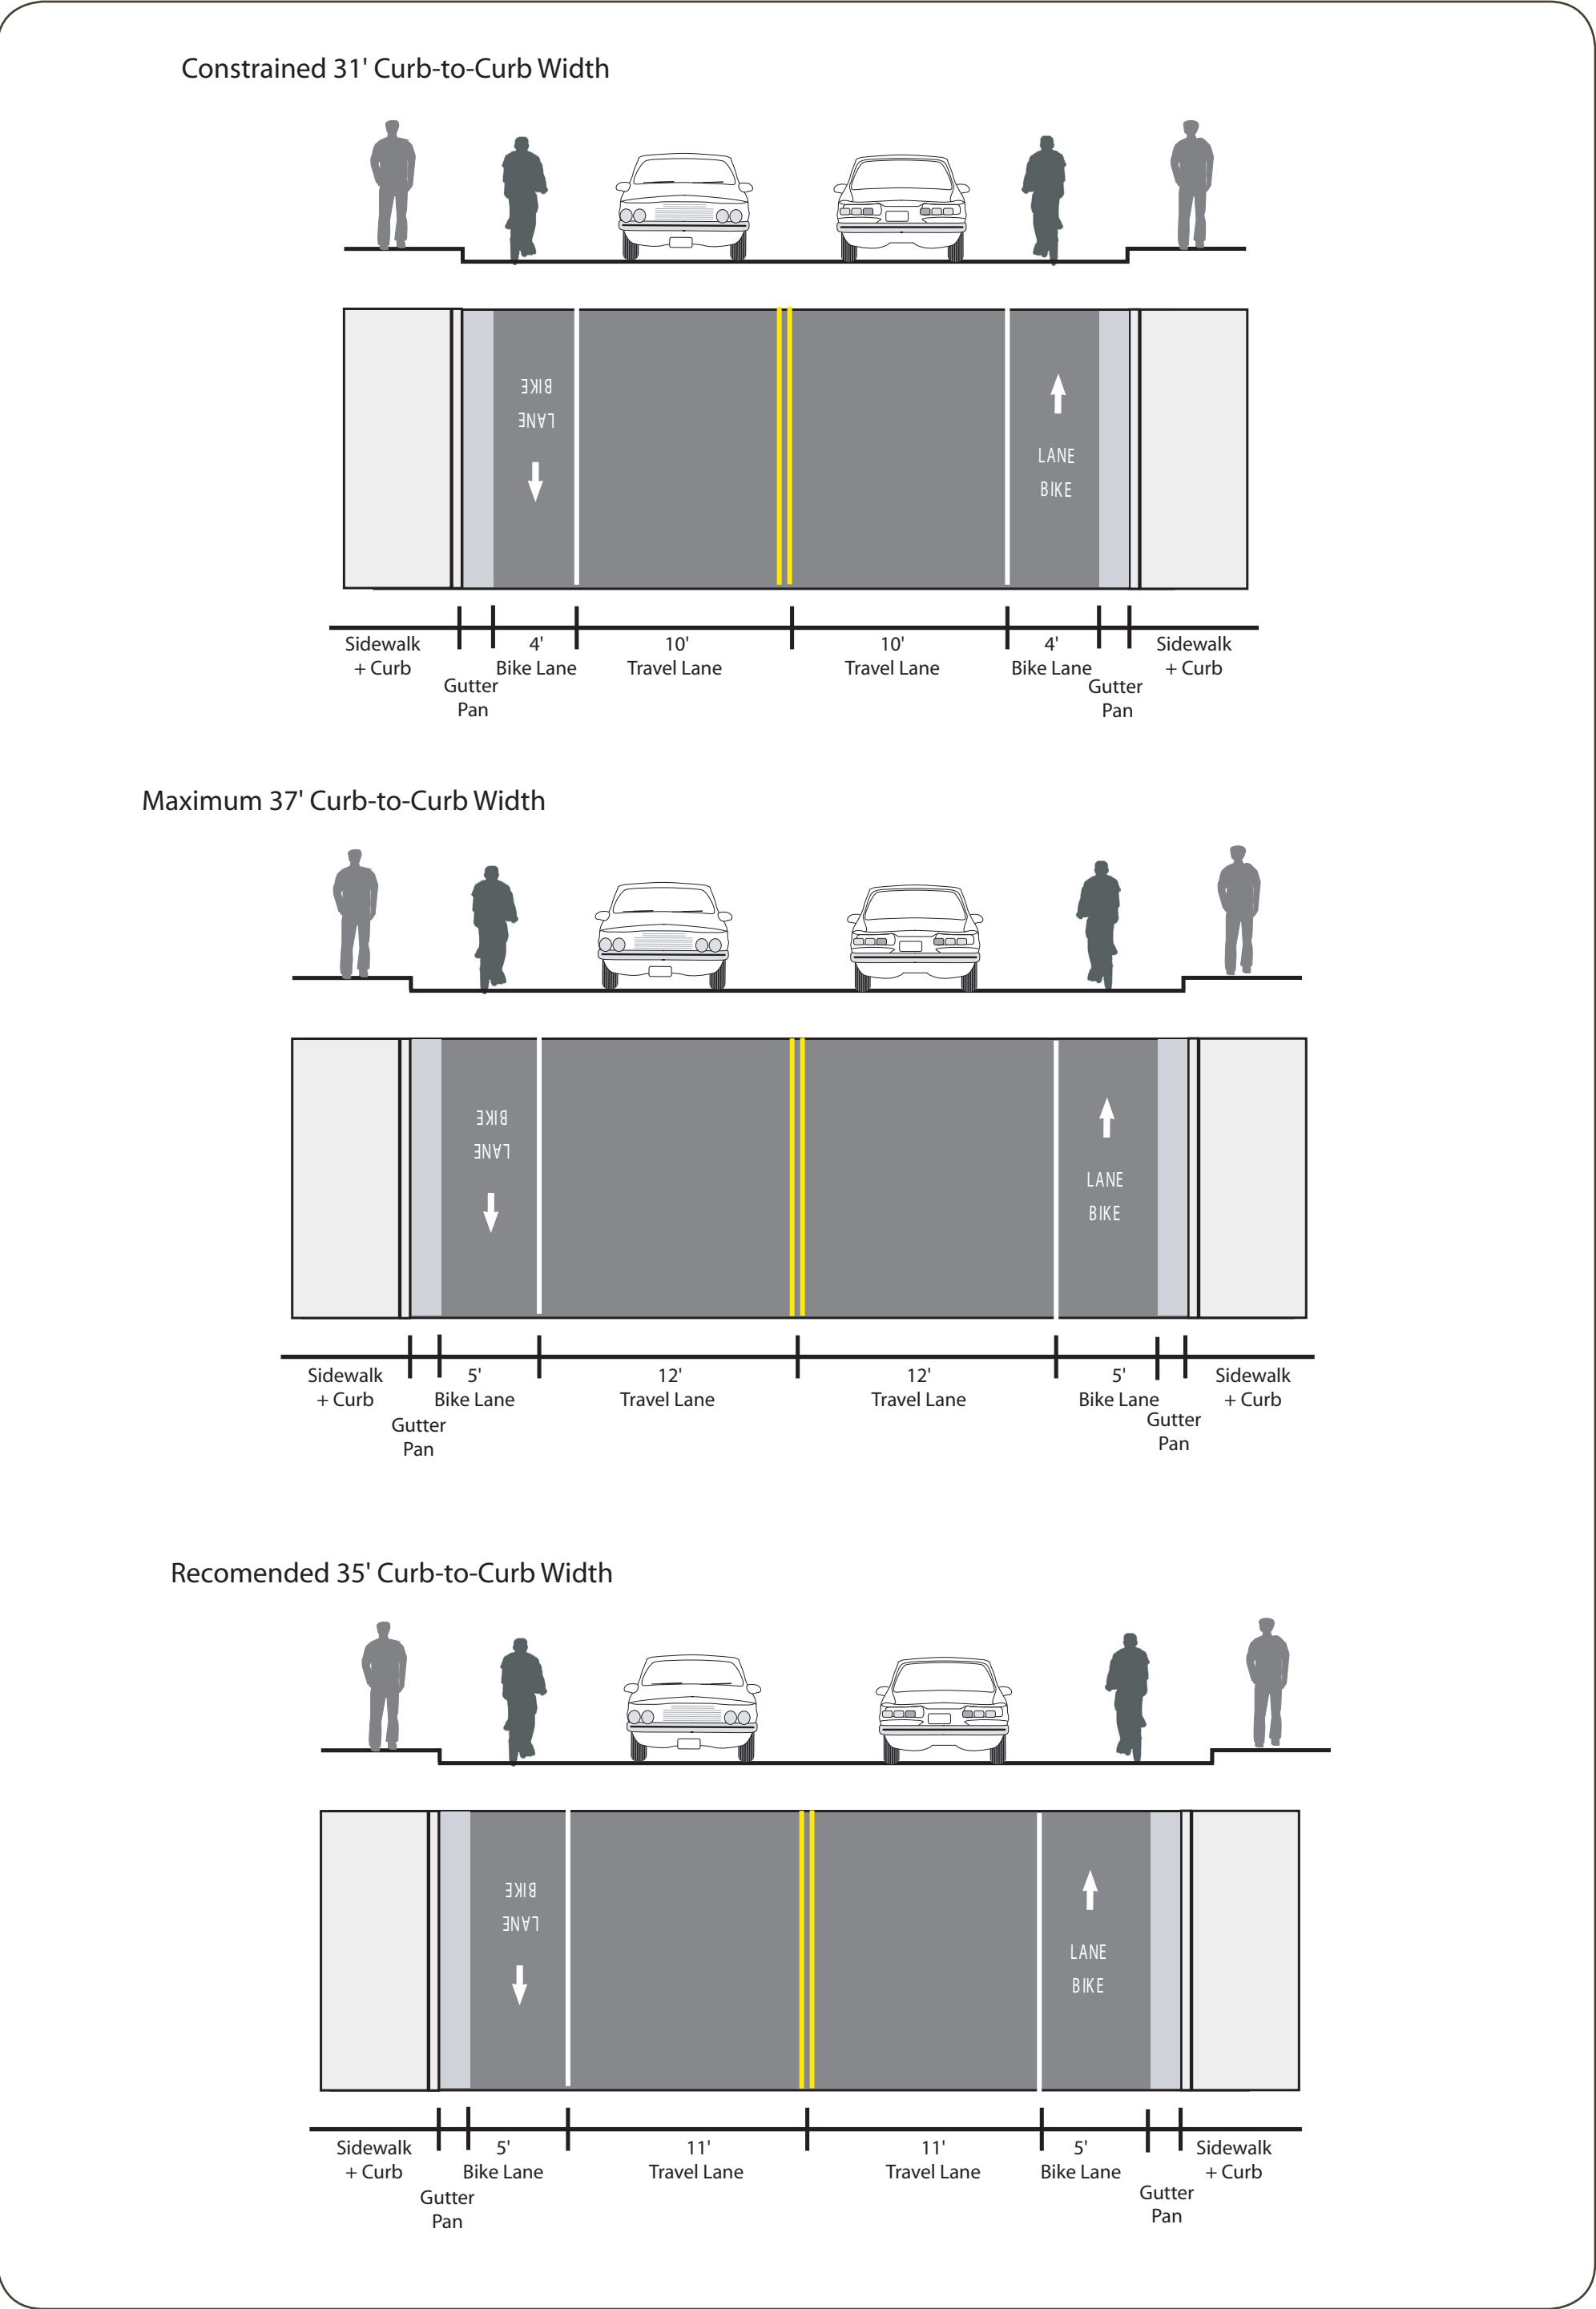 Constrained 31' Curb-to-Curb Width
BIKE
LANE
LANE
BIKE
Sidewalk
+ Curb
Gutter
Pan
4'
Bike Lane
10'
Travel Lane
10'
Travel Lane
4'
Bike Lane
Gutter
Pan
Sidewalk
+ Curb
Maximum 37' Curb-to-Curb Width
BIKE
LANE
LANE
BIKE
Sidewalk
+ Curb
Gutter
Pan
5'
Bike Lane
12'
Travel Lane
12'
Travel Lane
5'
Bike Lane
Gutter
Pan
Sidewalk
+ Curb
Recomended 35' Curb-to-Curb Width
BIKE
LANE
LANE
BIKE
Sidewalk
+ Curb
Gutter
Pan
5'
Bike Lane
11'
Travel Lane
11'
Travel Lane
5'
Bike Lane
Gutter
Pan
Sidewalk
+ Curb